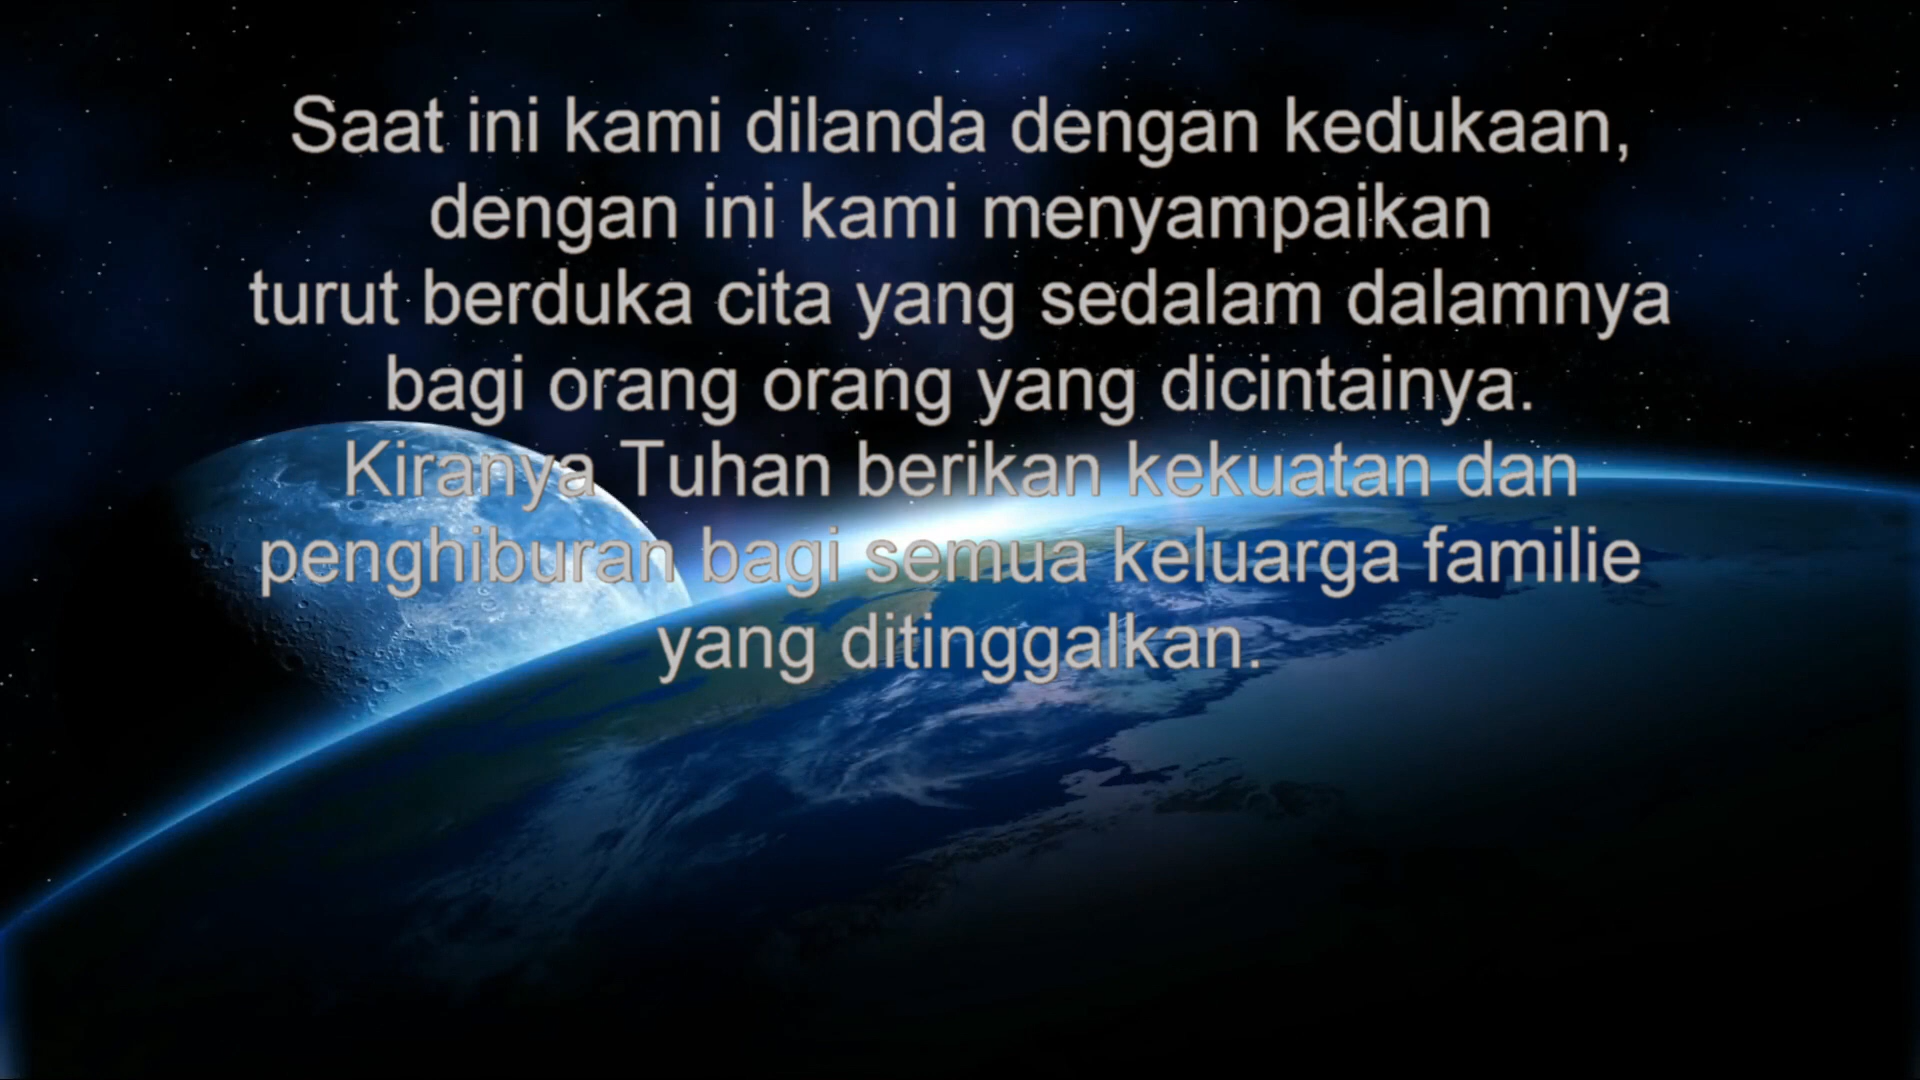 Saat ini kami dilanda dengan kedukaan,
dengan ini kami menyampaikan
turut berduka cita yang sedalam dalamnya
bagi orang orang yang dicintainya.
Kiranya Tuhan berikan kekuatan dan
penghiburan bagi semua keluarga familie
yang ditinggalkan.